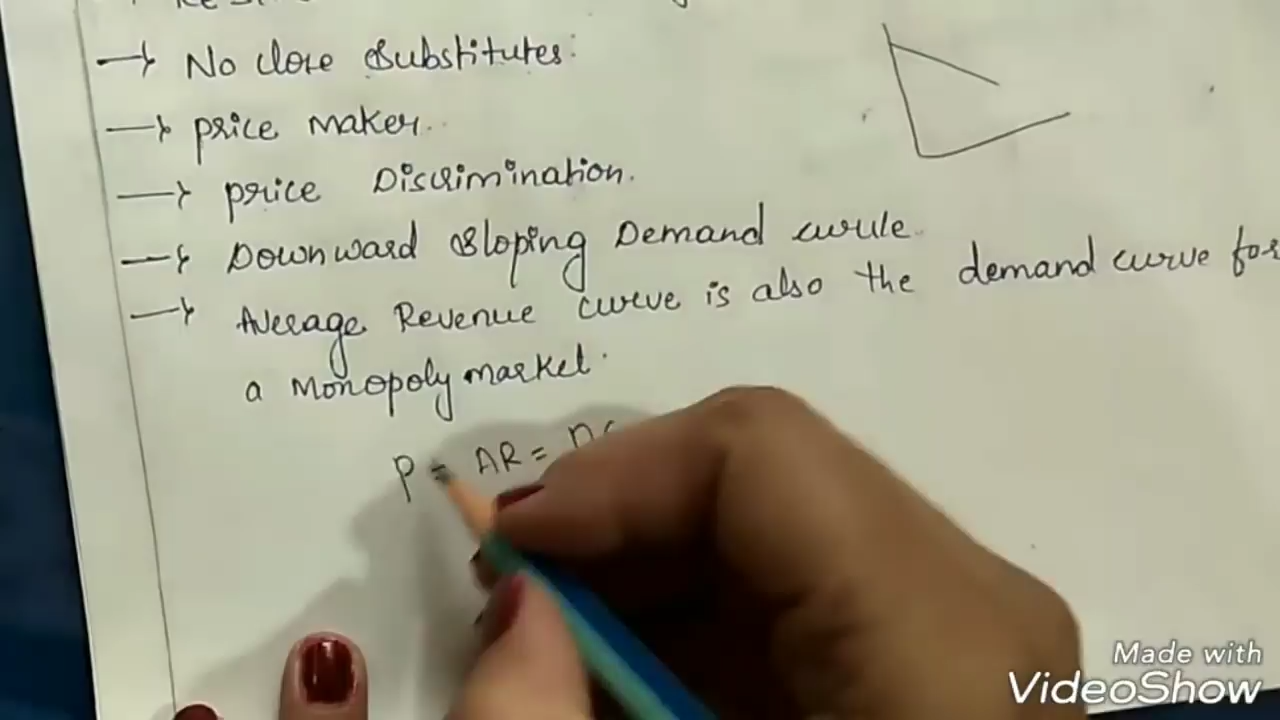 → No close Substitutes:
→ price maker.
→ price Discrimination.
→ Downward Sloping Demand curve.
→ Average Revenue curve is also the demand curve for
a Monopoly market.
P = AR =
Made with
VideoShow